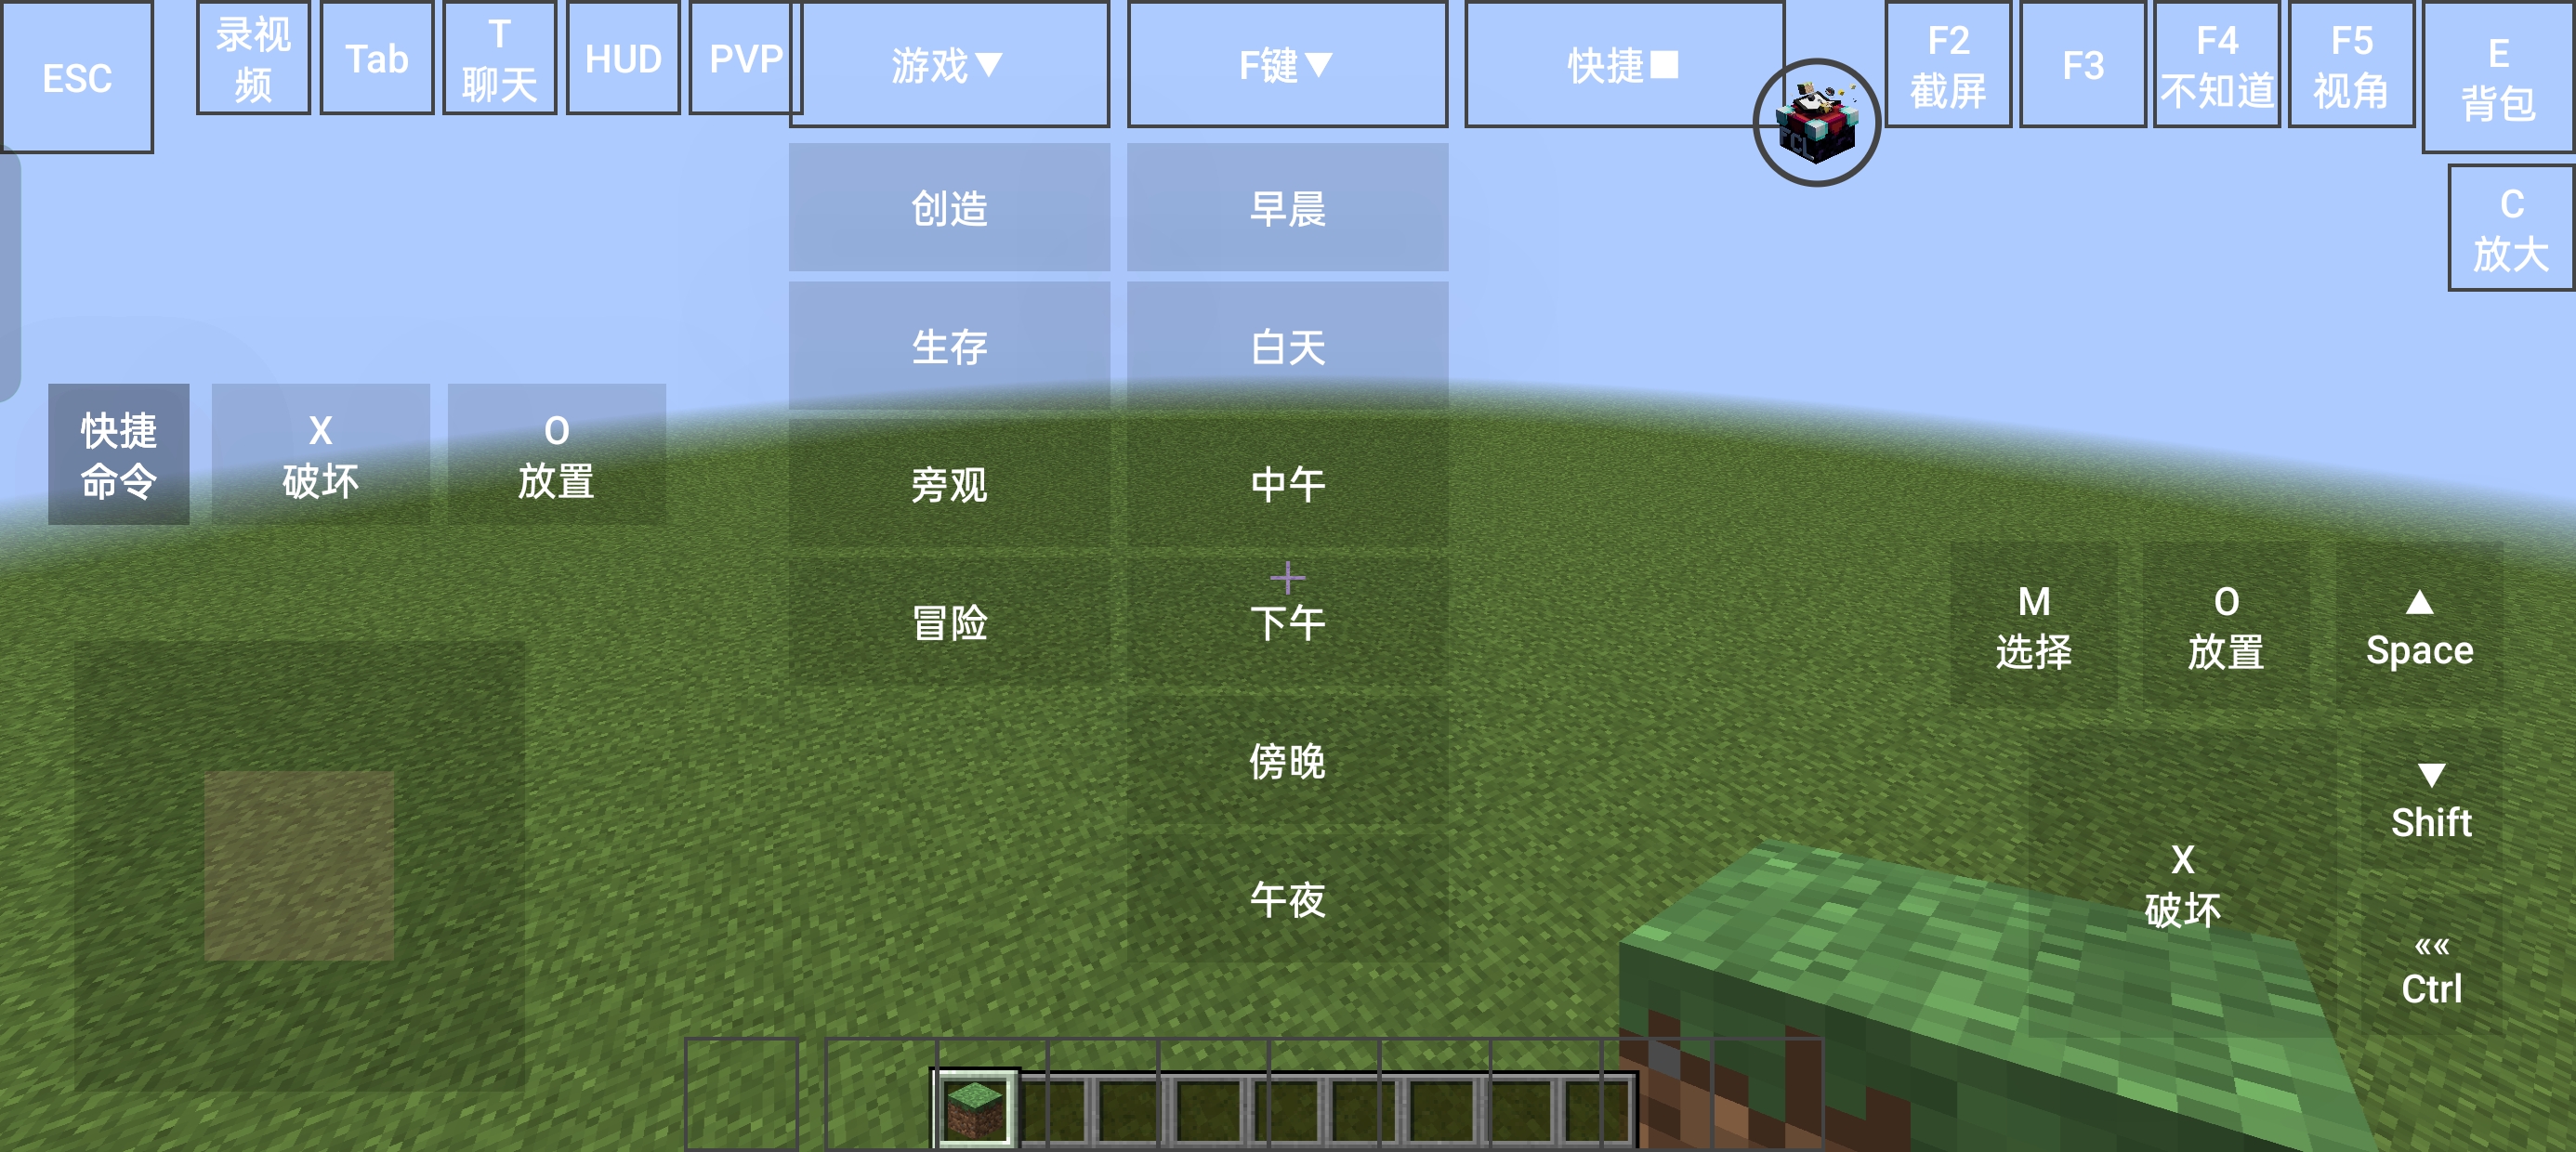 ESC
录视
频
Tab
T
聊天
HUD
PVP
游戏▼
F键▼
快捷■
FCL
F2
截屏
F3
F4
不知道
F5
视角
E
背包
C
放大
创造
早晨
生存
白天
快捷
命令
X
破坏
O
放置
旁观
中午
冒险
下午
M
选择
O
放置
▲
Space
傍晚
▼
Shift
午夜
X
破坏
««
Ctrl